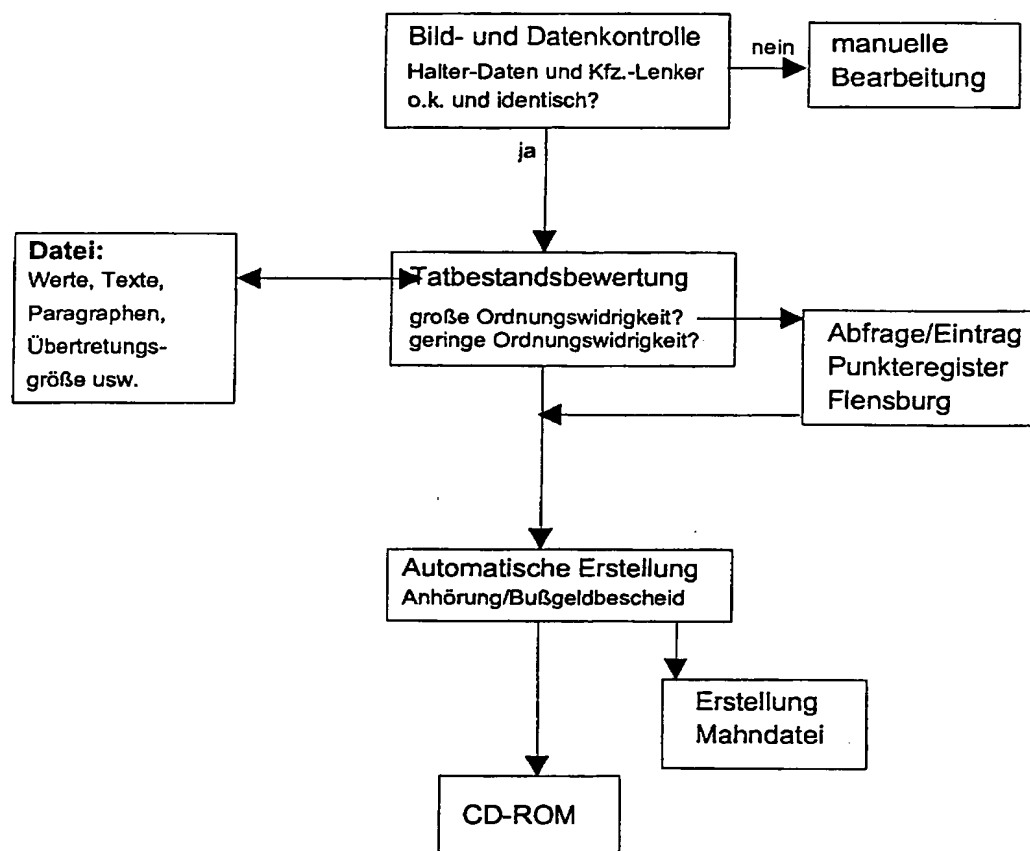 Bild- und Datenkontrolle
Halter-Daten und Kfz.-Lenker
o.k. und identisch?
nein
manuelle
Bearbeitung
ja
Datei:
Werte, Texte,
Paragraphen,
Übertretungs-
größe usw.
Tatbestandsbewertung
große Ordnungswidrigkeit?
geringe Ordnungswidrigkeit?
Abfrage/Eintrag
Punkteregister
Flensburg
Automatische Erstellung
Anhörung/Bußgeldbescheid
Erstellung
Mahndatei
CD-ROM